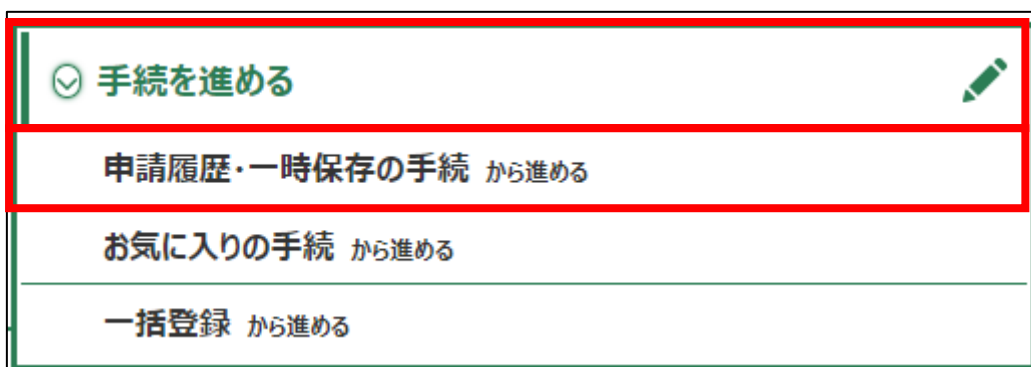 手続を進める
申請履歴・一時保存の手続 から進める
お気に入りの手続 から進める
一括登録 から進める